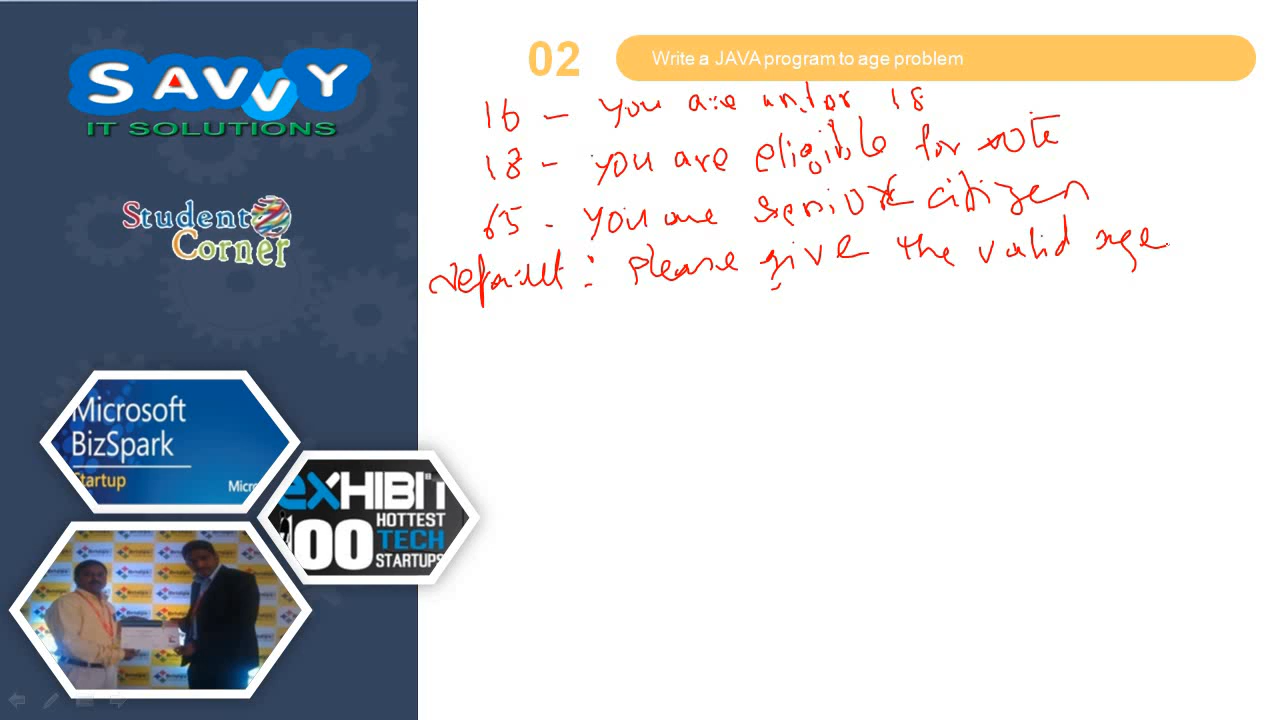 SAVVY
IT SOLUTIONS
Student
Corner
Microsoft
BizSpark
Startup
Micr
exHIBIT
100
HOTTEST
TECH
STARTUPS
02
Write a JAVA program to age problem
16 - You are under 18
18 - you are eligible for vote
65 - you are senior citizen
Default : Please give the valid age